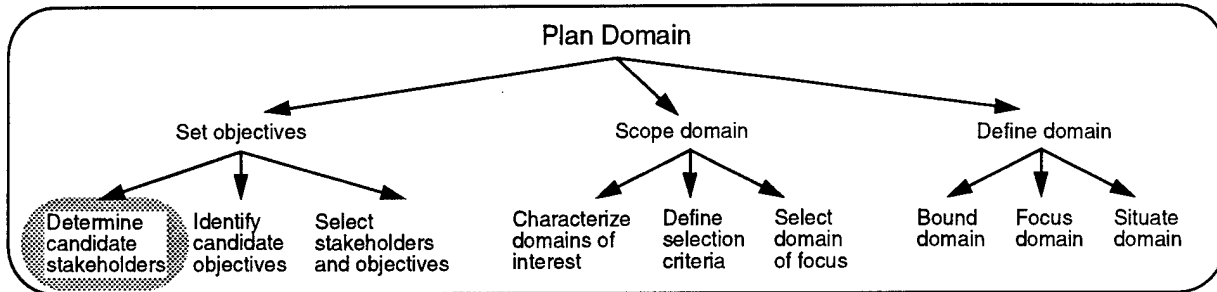 Plan Domain
Set objectives
Scope domain
Define domain
Determine
candidate
stakeholders
Identify
candidate
objectives
Select
stakeholders
and objectives
Characterize
domains of
interest
Define
selection
criteria
Select
domain
of focus
Bound
domain
Focus
domain
Situate
domain